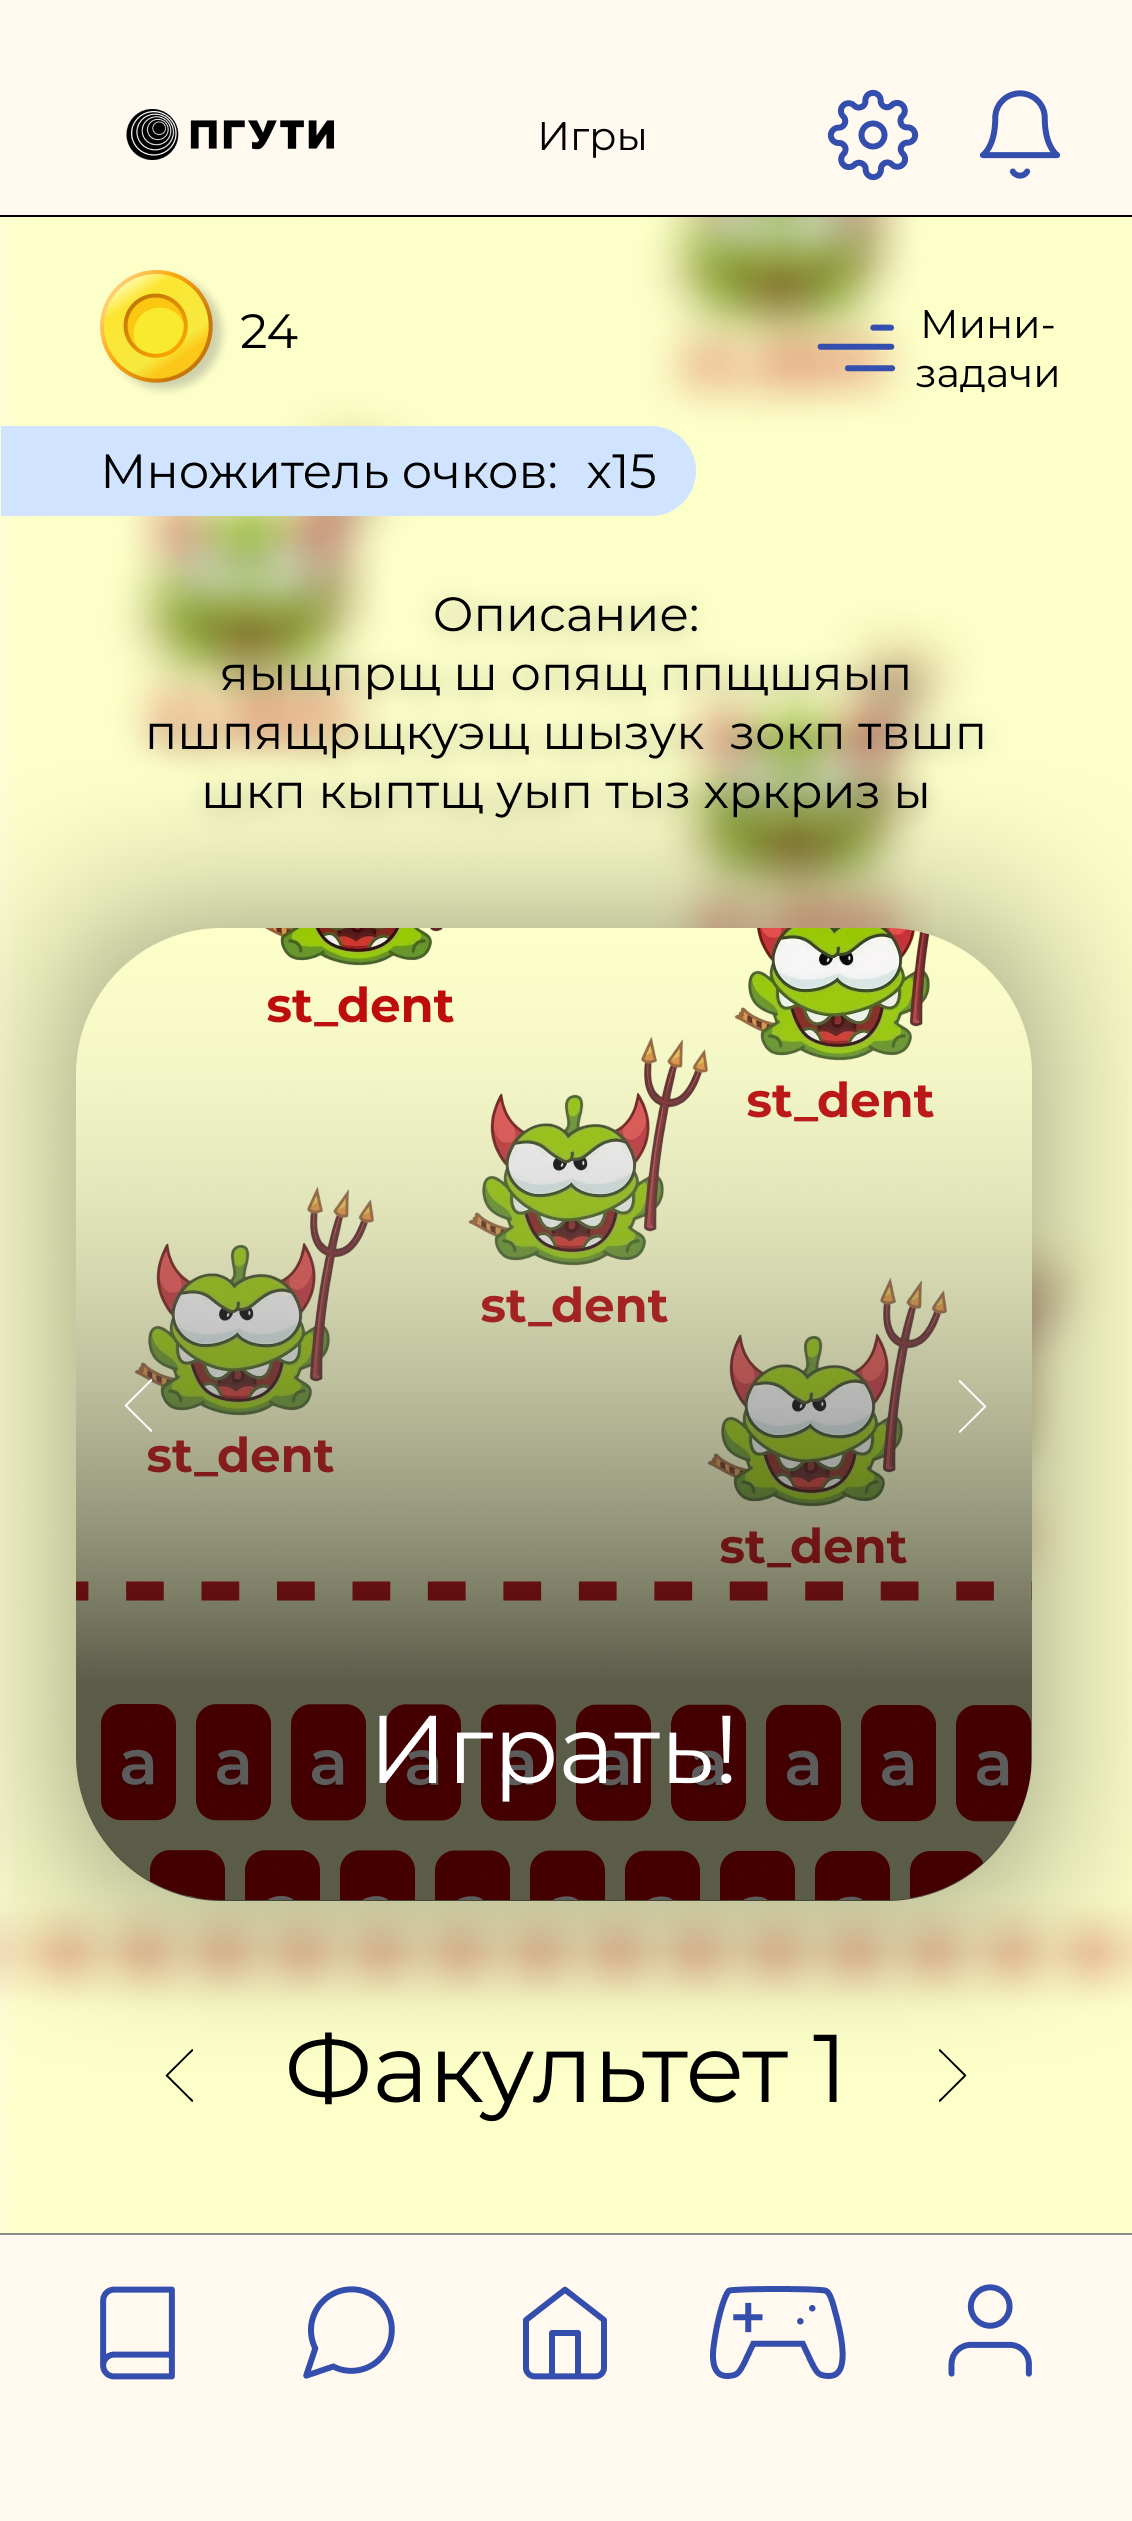 ПГУТИ
Игры
24
Мини-
задачи
Множитель очков: x15
Описание:
яыщпрщ ш опящ ппщшяып
пшпящрщкуэщ шызук зокп твшп
шкп кыптщ уып тыз хркриз ы
st_dent
st_dent
st_dent
st_dent
st_dent
a a a a a a a a a a
Играть!
Факультет 1